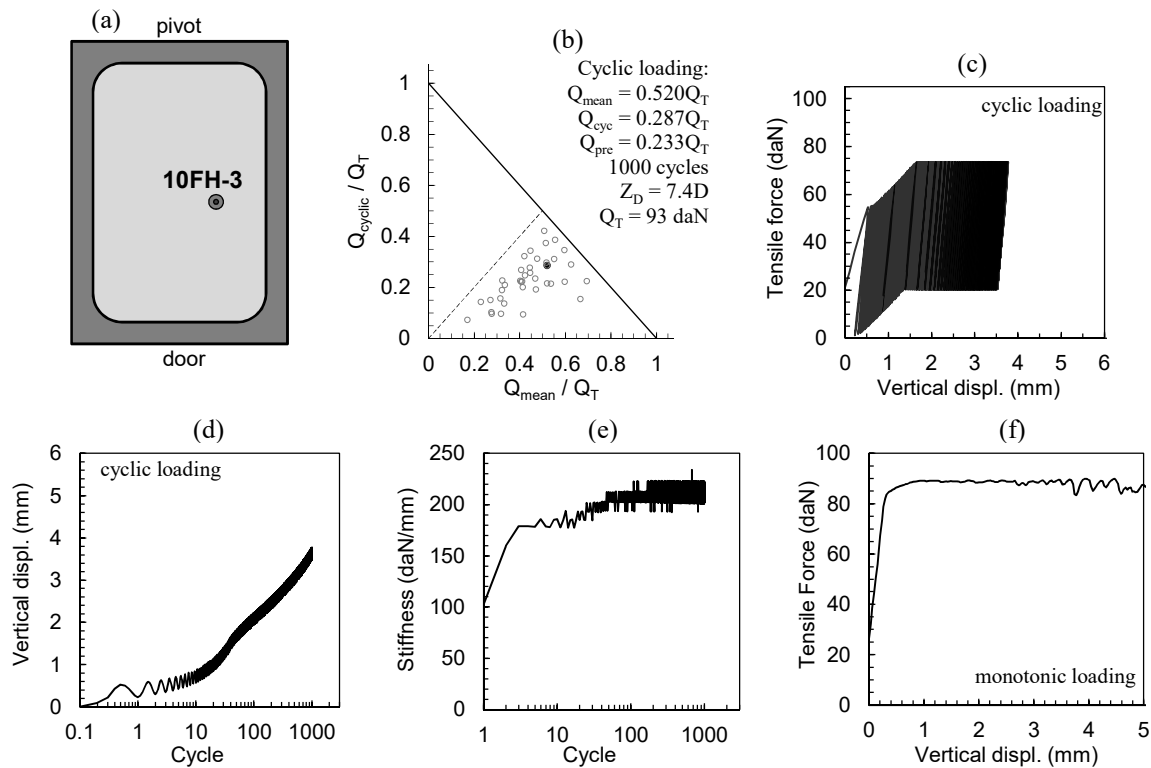 (a)
pivot
10FH-3
door
(b)
Cyclic loading:
Q_mean = 0.520Q_T
Q_cyc = 0.287Q_T
Q_pre = 0.233Q_T
1000 cycles
Z_D = 7.4D
Q_T = 93 daN
Q_cyclic / Q_T
1
0.8
0.6
0.4
0.2
0
0 0.2 0.4 0.6 0.8 1
Q_mean / Q_T
(c)
cyclic loading
Tensile force (daN)
100
80
60
40
20
0
0 1 2 3 4 5 6
Vertical displ. (mm)
(d)
cyclic loading
Vertical displ. (mm)
6
5
4
3
2
1
0
0.1 1 10 100 1000
Cycle
(e)
Stiffness (daN/mm)
250
200
150
100
50
0
1 10 100 1000
Cycle
(f)
Tensile Force (daN)
100
80
60
40
20
0
monotonic loading
0 1 2 3 4 5
Vertical displ. (mm)